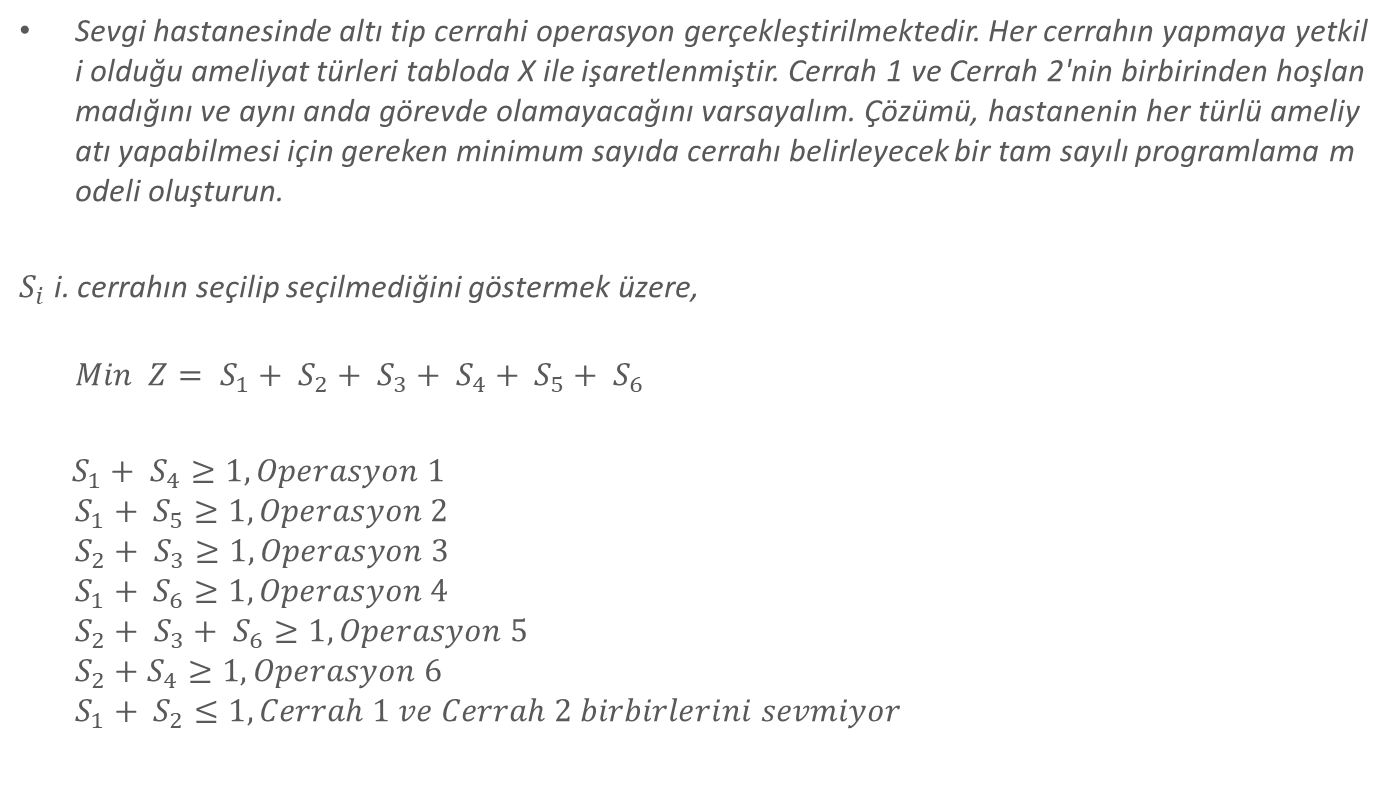 • Sevgi hastanesinde altı tip cerrahi operasyon gerçekleştirilmektedir. Her cerrahın yapmaya yetkil
i olduğu ameliyat türleri tabloda X ile işaretlenmiştir. Cerrah 1 ve Cerrah 2'nin birbirinden hoşlan
madığını ve aynı anda görevde olamayacağını varsayalım. Çözümü, hastanenin her türlü ameliy
atı yapabilmesi için gereken minimum sayıda cerrahı belirleyecek bir tam sayılı programlama m
odeli oluşturun.
S_i i. cerrahın seçilip seçilmediğini göstermek üzere,
Min Z = S_1 + S_2 + S_3 + S_4 + S_5 + S_6
S_1 + S_4 ≥ 1, Operasyon 1
S_1 + S_5 ≥ 1, Operasyon 2
S_2 + S_3 ≥ 1, Operasyon 3
S_1 + S_6 ≥ 1, Operasyon 4
S_2 + S_3 + S_6 ≥ 1, Operasyon 5
S_2 + S_4 ≥ 1, Operasyon 6
S_1 + S_2 ≤ 1, Cerrah 1 ve Cerrah 2 birbirlerini sevmiyor